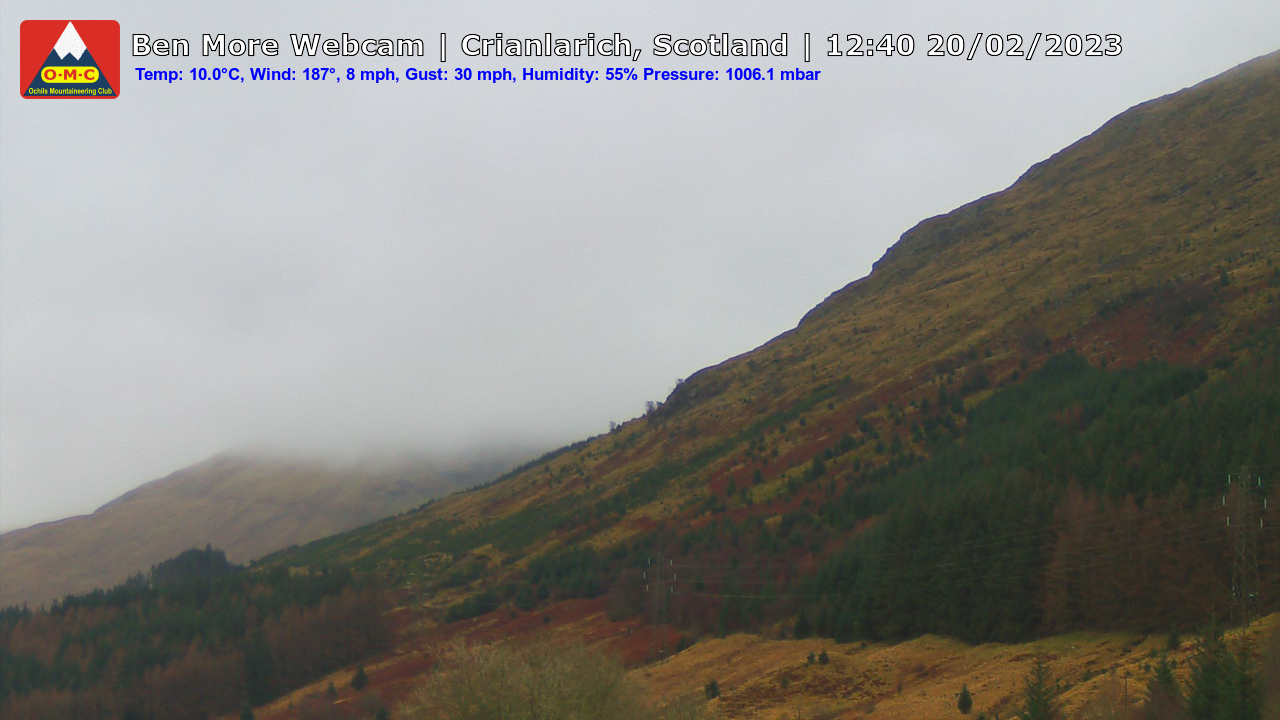 Ben More Webcam | Crianlarich, Scotland | 12:40 20/02/2023
Temp: 10.0°C, Wind: 187°, 8 mph, Gust: 30 mph, Humidity: 55% Pressure: 1006.1 mbar
O·M·C
Ochils Mountaineering Club